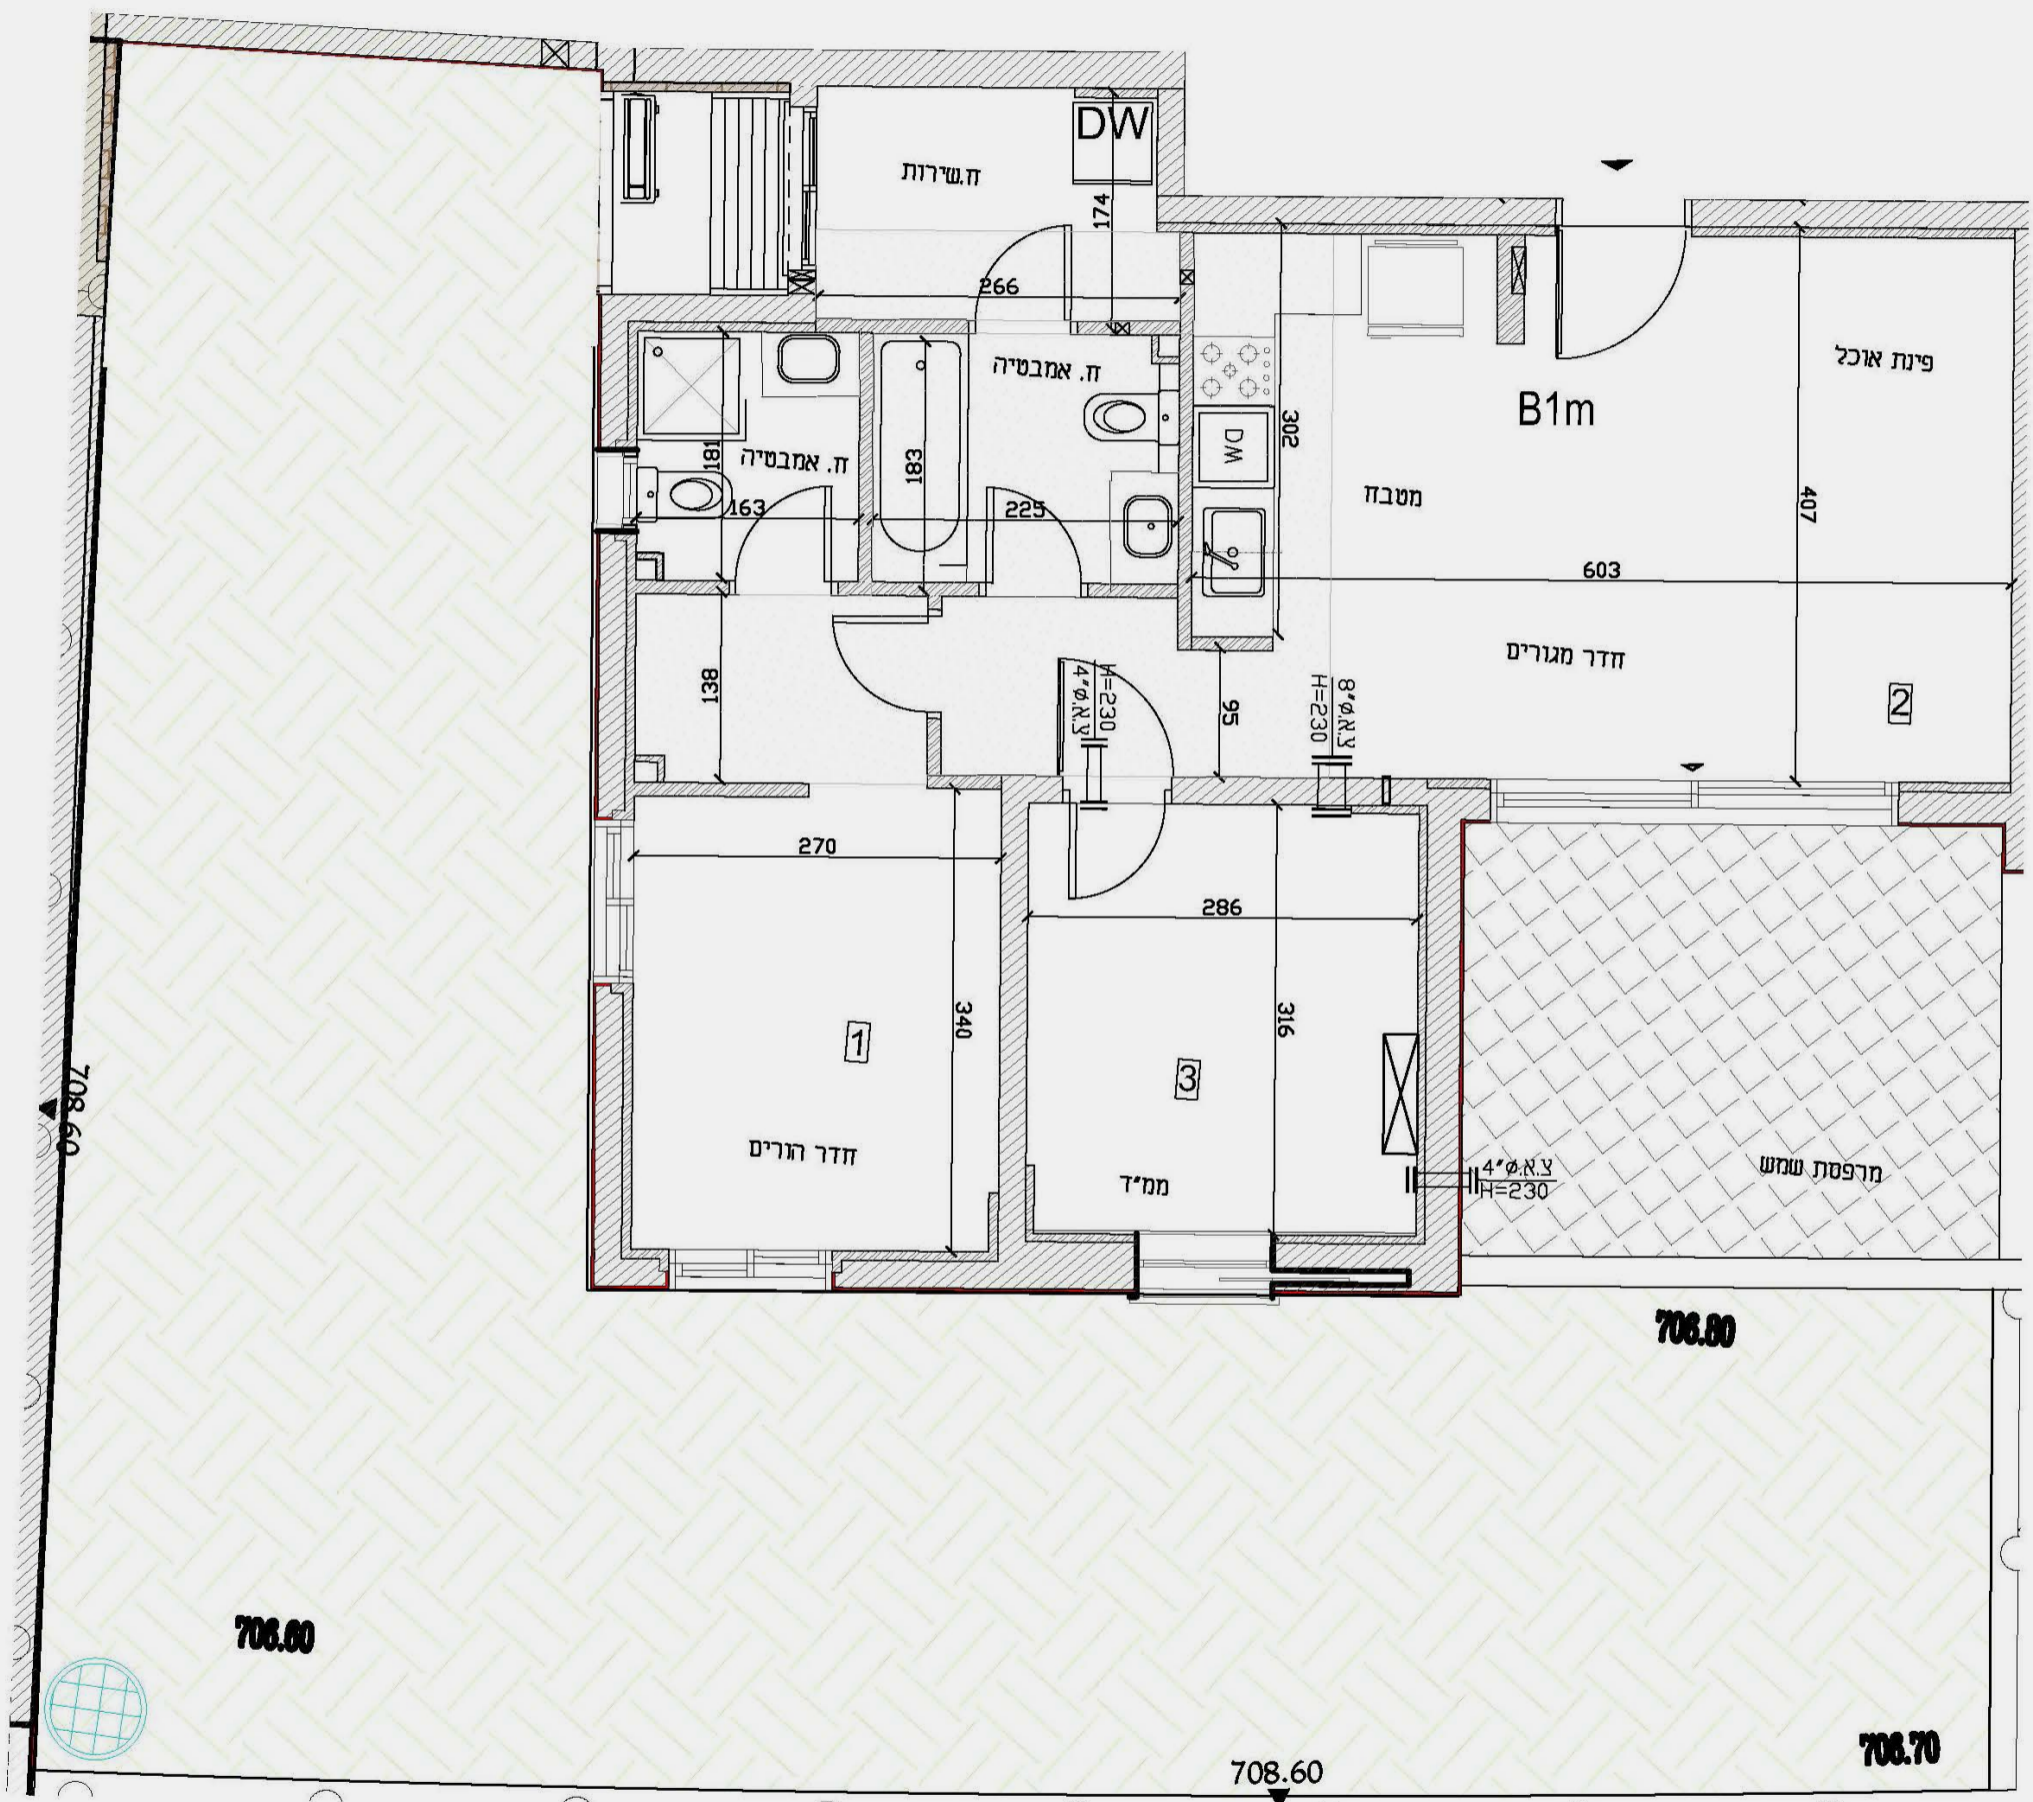 DW
ח.שירות
174
266
ח. אמבטיה
פינת אוכל
B1m
302
DW
181
ח. אמבטיה
183
מטבח
407
163
225
603
חדר מגורים
138
H=230
צ.א.ø"4
95
צ.א.ø"8
H=230
2
270
286
340
316
1
3
708.60
חדר הורים
ממ"ד
צ.א.ø"4
H=230
מרפסת שמש
706.80
706.60
706.70
708.60